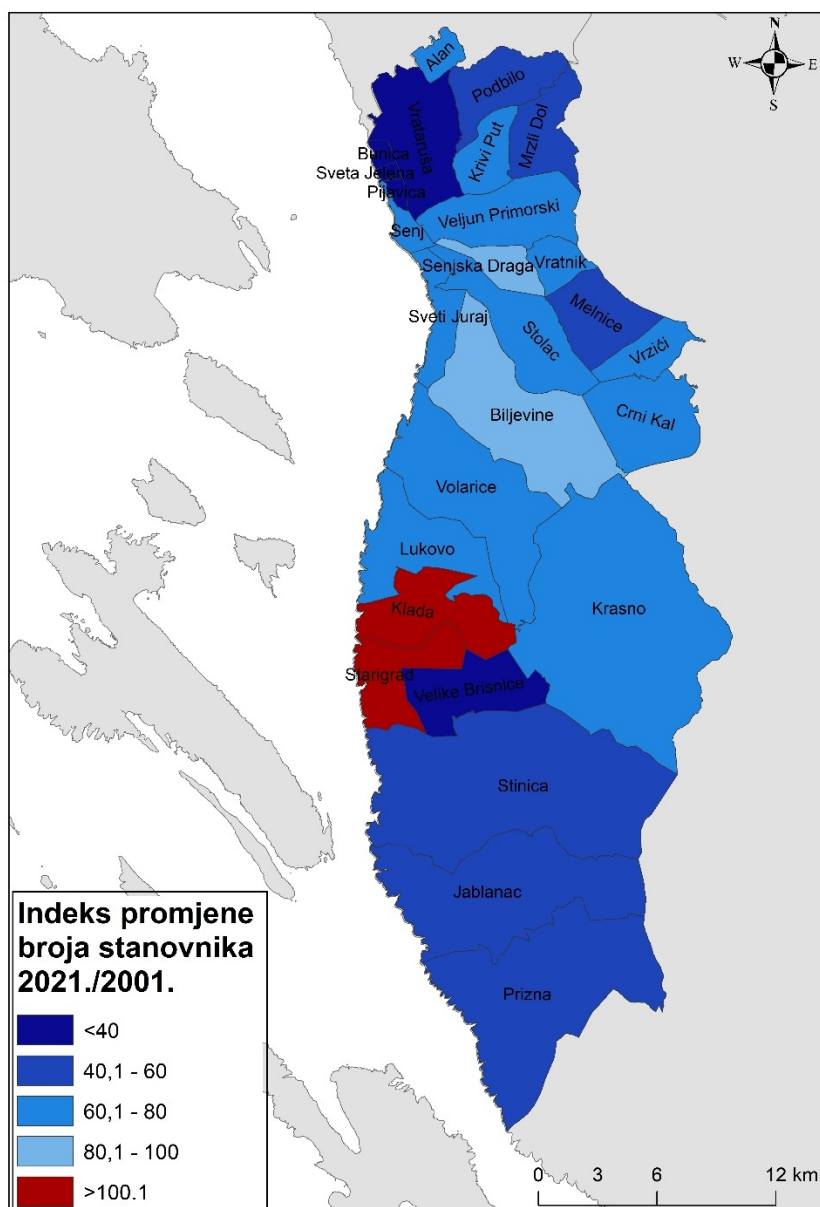 N
W
E
S
Alan
Podbilo
Vrataruša
Krivi Put
Mrzli Dol
Bunica
Sveta Jelena
Pijavica
Veljun Primorski
Senj
Senjska Draga
Vratnik
Melnice
Sveti Juraj
Stolac
Vrzići
Biljevine
Crni Kal
Volarice
Lukovo
Klada
Krasno
Starigrad
Velike Brisnice
Stinica
Jablanac
Prizna
Indeks promjene
broja stanovnika
2021./2001.
<40
40,1 - 60
60,1 - 80
80,1 - 100
>100.1
0 3 6 12 km